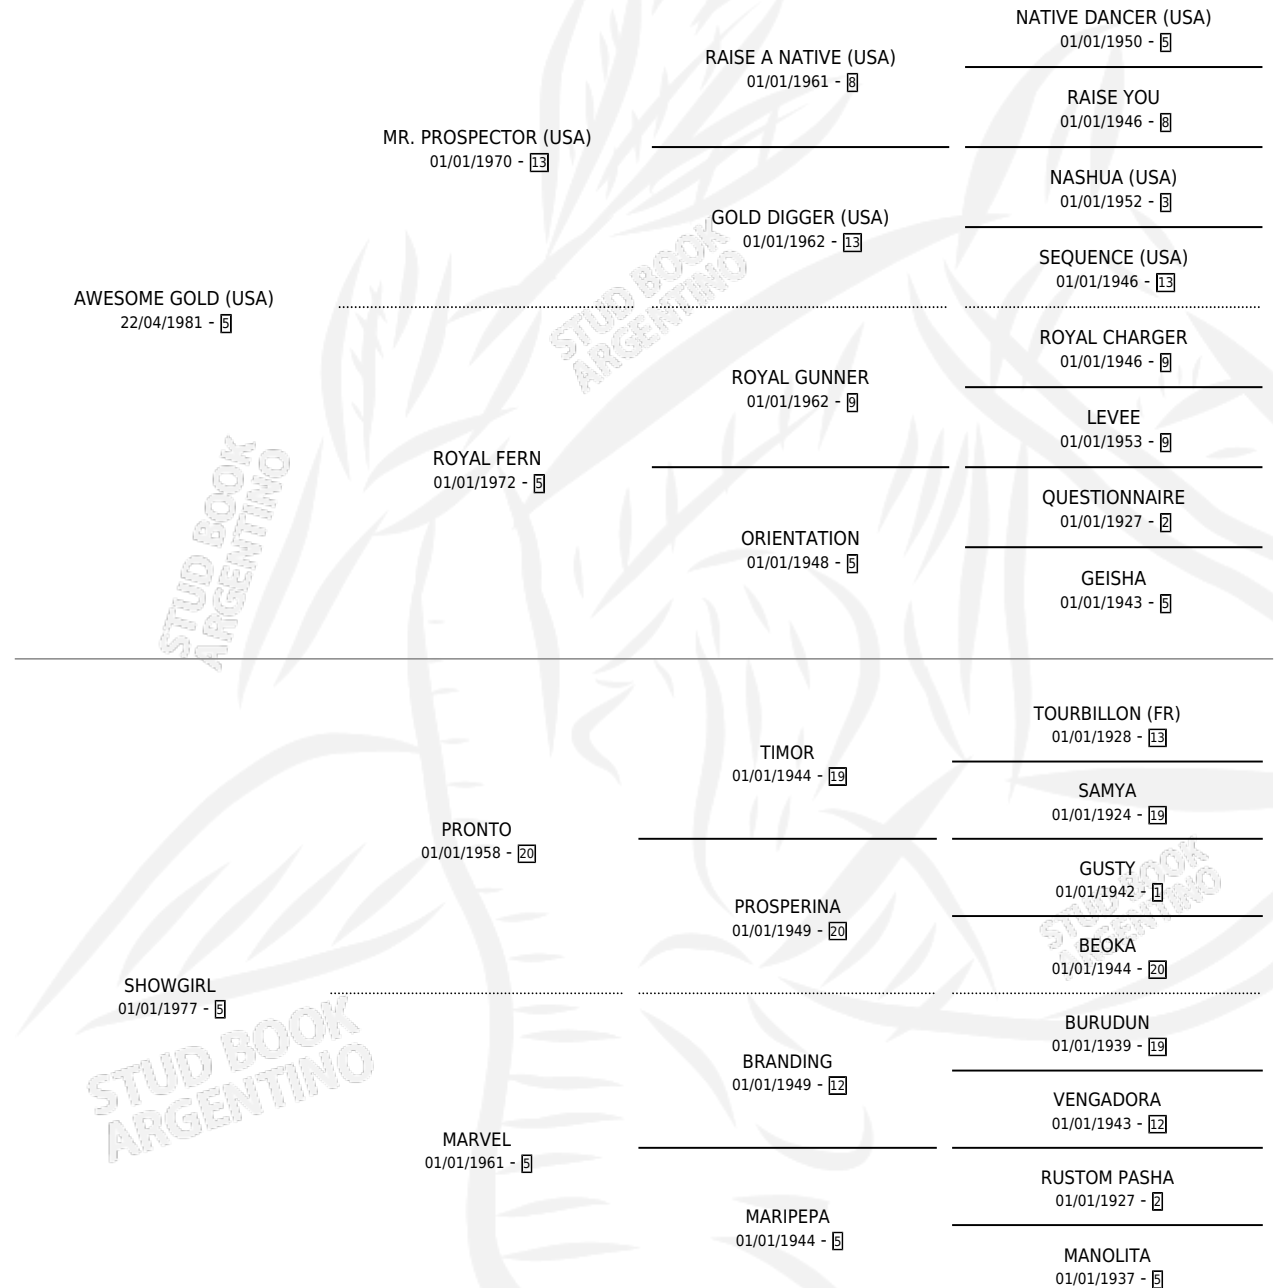 NATIVE DANCER (USA)
01/01/1950 - 5
RAISE A NATIVE (USA)
01/01/1961 - 8
RAISE YOU
01/01/1946 - 8
MR. PROSPECTOR (USA)
01/01/1970 - 13
NASHUA (USA)
01/01/1952 - 3
GOLD DIGGER (USA)
01/01/1962 - 13
SEQUENCE (USA)
01/01/1946 - 13
AWESOME GOLD (USA)
22/04/1981 - 5
ROYAL CHARGER
01/01/1946 - 9
ROYAL GUNNER
01/01/1962 - 9
LEVEE
01/01/1953 - 9
ROYAL FERN
01/01/1972 - 5
QUESTIONNAIRE
01/01/1927 - 2
ORIENTATION
01/01/1948 - 5
GEISHA
01/01/1943 - 5
STUD BOOK
ARGENTINO
STUD BOOK
ARGENTINO
TOURBILLON (FR)
01/01/1928 - 13
TIMOR
01/01/1944 - 19
SAMYA
01/01/1924 - 19
PRONTO
01/01/1958 - 20
GUSTY
01/01/1942 - 1
PROSPERINA
01/01/1949 - 20
BEOKA
01/01/1944 - 20
SHOWGIRL
01/01/1977 - 5
BURUDUN
01/01/1939 - 19
BRANDING
01/01/1949 - 12
VENGADORA
01/01/1943 - 12
MARVEL
01/01/1961 - 5
RUSTOM PASHA
01/01/1927 - 2
MARIPEPA
01/01/1944 - 5
MANOLITA
01/01/1937 - 5
STUD BOOK
ARGENTINO
STUD BOOK
ARGENTINO